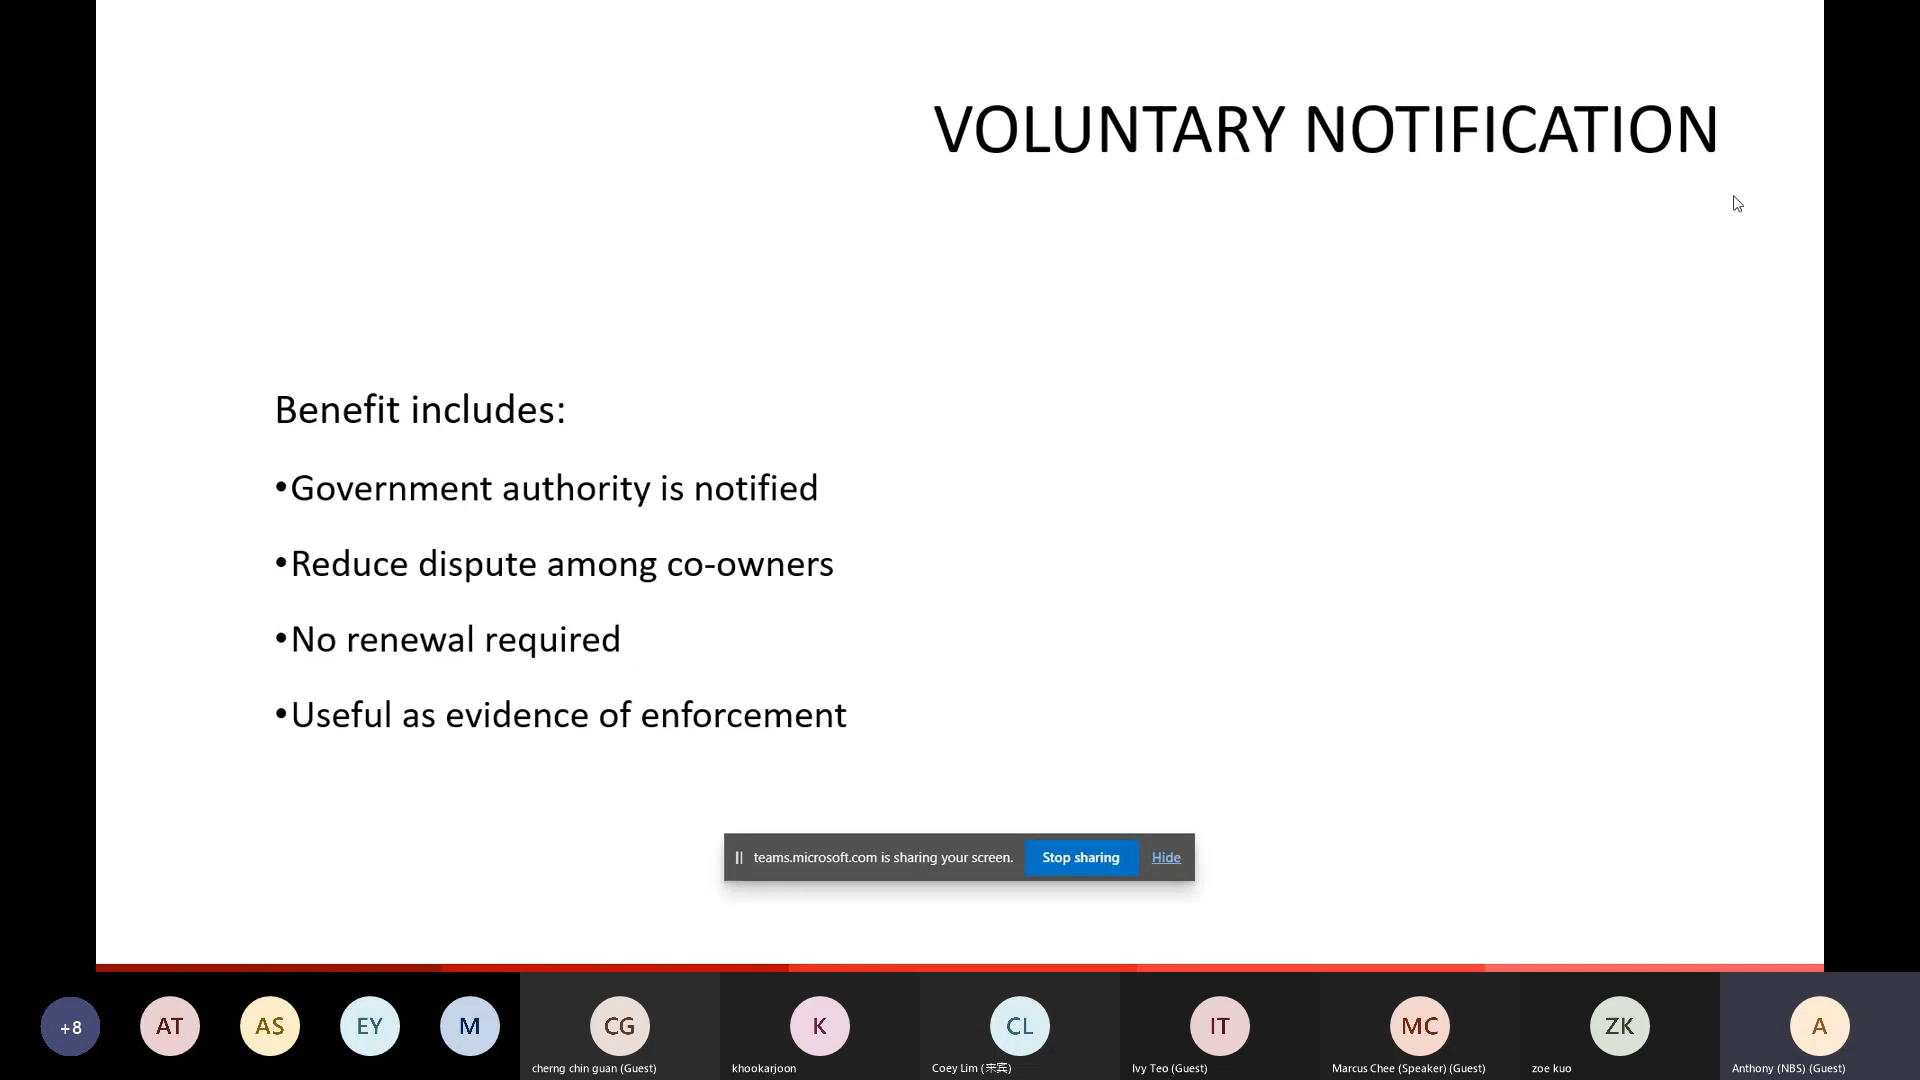 VOLUNTARY NOTIFICATION
Benefit includes:
•Government authority is notified
•Reduce dispute among co-owners
•No renewal required
•Useful as evidence of enforcement
teams.microsoft.com is sharing your screen. Stop sharing Hide
+8 AT AS EY M CG K CL IT MC ZK A
cherng chin guan (Guest) khookarjoon Coey Lim (来宾) Ivy Teo (Guest) Marcus Chee (Speaker) (Guest) zoe kuo Anthony (NBS) (Guest)